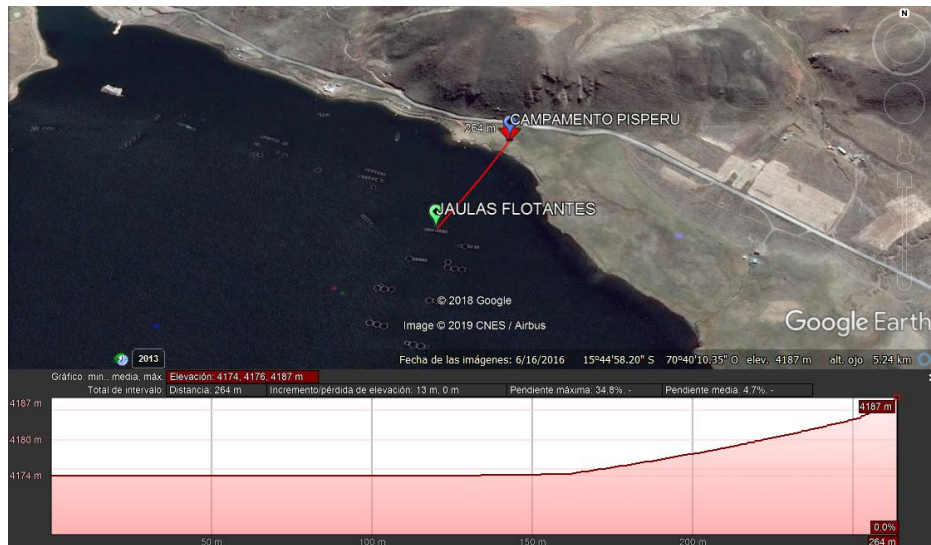 N
CAMPAMENTO PISPERU
264 m
JAULAS FLOTANTES
© 2018 Google
Image © 2019 CNES / Airbus
Google Earth
2013
Fecha de las imágenes: 6/16/2016 15°44'58.20" S 70°40'10.35" O elev. 4187 m alt. ojo 5.24 km
Gráfico: mín., media, máx. Elevación: 4174, 4176, 4187 m
Total de intervalo: Distancia: 264 m Incremento/pérdida de elevación: 13 m, 0 m Pendiente máxima: 34.8%, - Pendiente media: 4.7%, -
4187 m
4187 m
4180 m
4174 m
0.0%
50 m 100 m 150 m 200 m 264 m